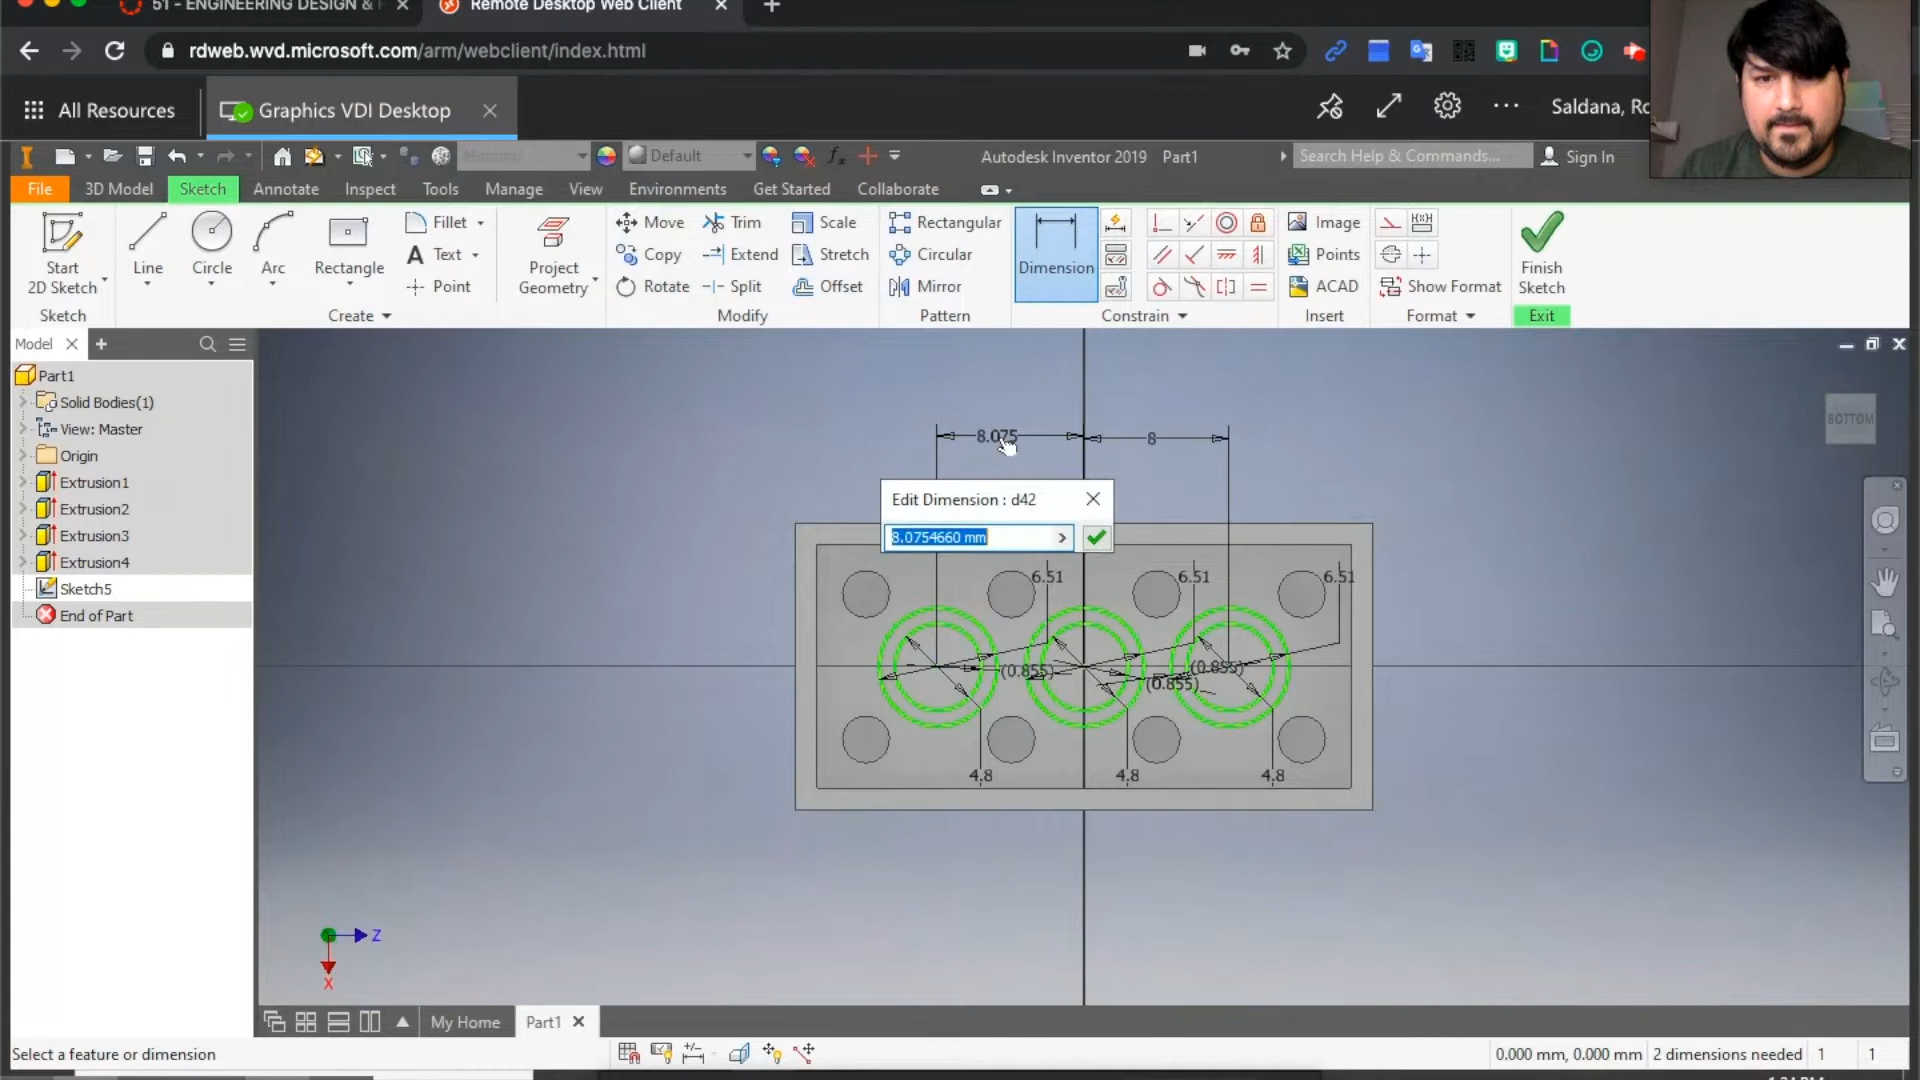 51 - ENGINEERING DESIGN &
Remote Desktop Web Client
rdweb.wvd.microsoft.com/arm/webclient/index.html
All Resources
Graphics VDI Desktop
Saldana, Ro
Material
Default
Autodesk Inventor 2019 Part1
Search Help & Commands...
Sign In
File 3D Model Sketch Annotate Inspect Tools Manage View Environments Get Started Collaborate
Start
2D Sketch
Line
Circle
Arc
Rectangle
Fillet
Text
Point
Project
Geometry
Move
Copy
Rotate
Trim
Extend
Split
Scale
Stretch
Offset
Rectangular
Circular
Mirror
Dimension
Image
Points
ACAD
Show Format
Finish
Sketch
Sketch
Create
Modify
Pattern
Constrain
Insert
Format
Exit
Model
Part1
Solid Bodies(1)
View: Master
Origin
Extrusion1
Extrusion2
Extrusion3
Extrusion4
Sketch5
End of Part
BOTTOM
8.075
8
Edit Dimension : d42
8.0754660 mm
6.51
6.51
6.51
(0.855)
(0.855)
(0.855)
4.8
4.8
4.8
Z
X
My Home
Part1
Select a feature or dimension
0.000 mm, 0.000 mm
2 dimensions needed
1
1